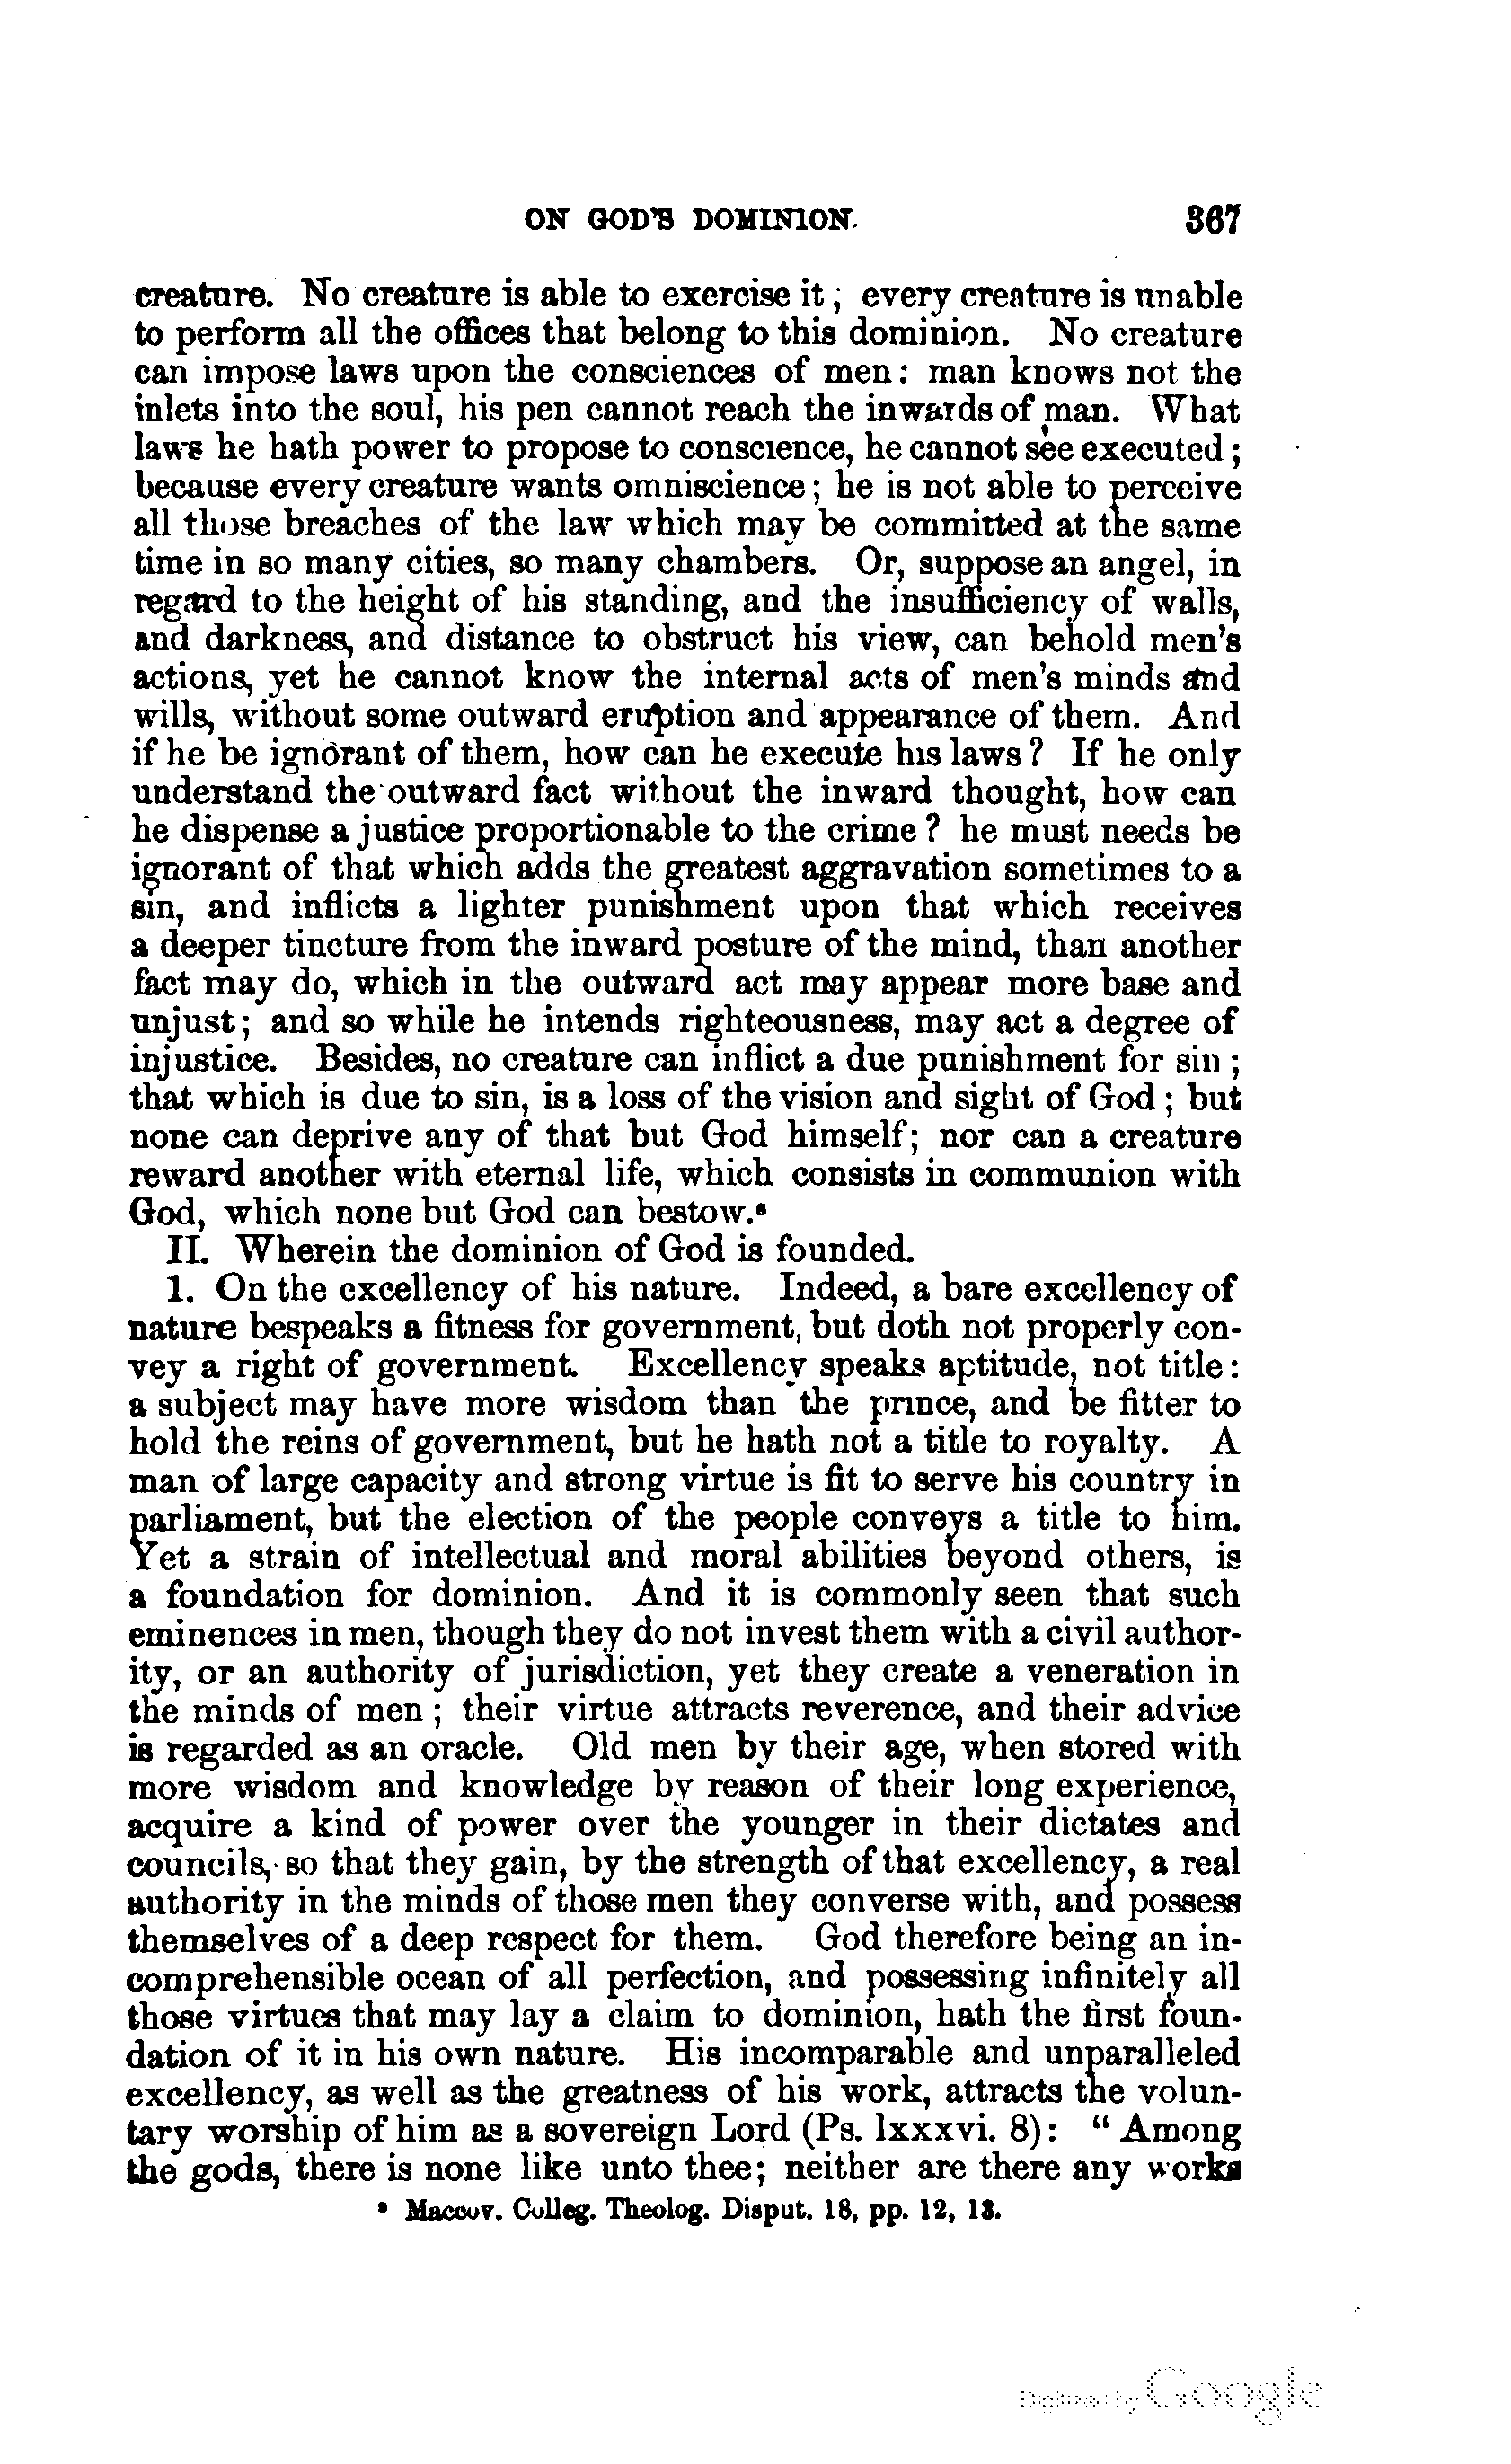 ON GOD'S DOMINION. 367
creature. No creature is able to exercise it; every creature is unable
to perform all the offices that belong to this dominion. No creature
can impose laws upon the consciences of men: man knows not the
inlets into the soul, his pen cannot reach the inwards of man. What
laws he hath power to propose to conscience, he cannot see executed;
because every creature wants omniscience; he is not able to perceive
all those breaches of the law which may be committed at the same
time in so many cities, so many chambers. Or, suppose an angel, in
regard to the height of his standing, and the insufficiency of walls,
and darkness, and distance to obstruct his view, can behold men's
actions, yet he cannot know the internal acts of men's minds and
wills, without some outward eruption and appearance of them. And
if he be ignorant of them, how can he execute his laws? If he only
understand the outward fact without the inward thought, how can
he dispense a justice proportionable to the crime? he must needs be
ignorant of that which adds the greatest aggravation sometimes to a
sin, and inflicts a lighter punishment upon that which receives
a deeper tincture from the inward posture of the mind, than another
fact may do, which in the outward act may appear more base and
unjust; and so while he intends righteousness, may act a degree of
injustice. Besides, no creature can inflict a due punishment for sin;
that which is due to sin, is a loss of the vision and sight of God; but
none can deprive any of that but God himself; nor can a creature
reward another with eternal life, which consists in communion with
God, which none but God can bestow.s
II. Wherein the dominion of God is founded.
1. On the excellency of his nature. Indeed, a bare excellency of
nature bespeaks a fitness for government, but doth not properly con-
vey a right of government. Excellency speaks aptitude, not title:
a subject may have more wisdom than the prince, and be fitter to
hold the reins of government, but he hath not a title to royalty. A
man of large capacity and strong virtue is fit to serve his country in
parliament, but the election of the people conveys a title to him.
Yet a strain of intellectual and moral abilities beyond others, is
a foundation for dominion. And it is commonly seen that such
eminences in men, though they do not invest them with a civil author-
ity, or an authority of jurisdiction, yet they create a veneration in
the minds of men; their virtue attracts reverence, and their advice
is regarded as an oracle. Old men by their age, when stored with
more wisdom and knowledge by reason of their long experience,
acquire a kind of power over the younger in their dictates and
councils, so that they gain, by the strength of that excellency, a real
authority in the minds of those men they converse with, and possess
themselves of a deep respect for them. God therefore being an in-
comprehensible ocean of all perfection, and possessing infinitely all
those virtues that may lay a claim to dominion, hath the first foun-
dation of it in his own nature. His incomparable and unparalleled
excellency, as well as the greatness of his work, attracts the volun-
tary worship of him as a sovereign Lord (Ps. lxxxvi. 8): "Among
the gods, there is none like unto thee; neither are there any works
s Maccov. Colleg. Theolog. Disput. 18, pp. 12, 13.
Digitized by Google